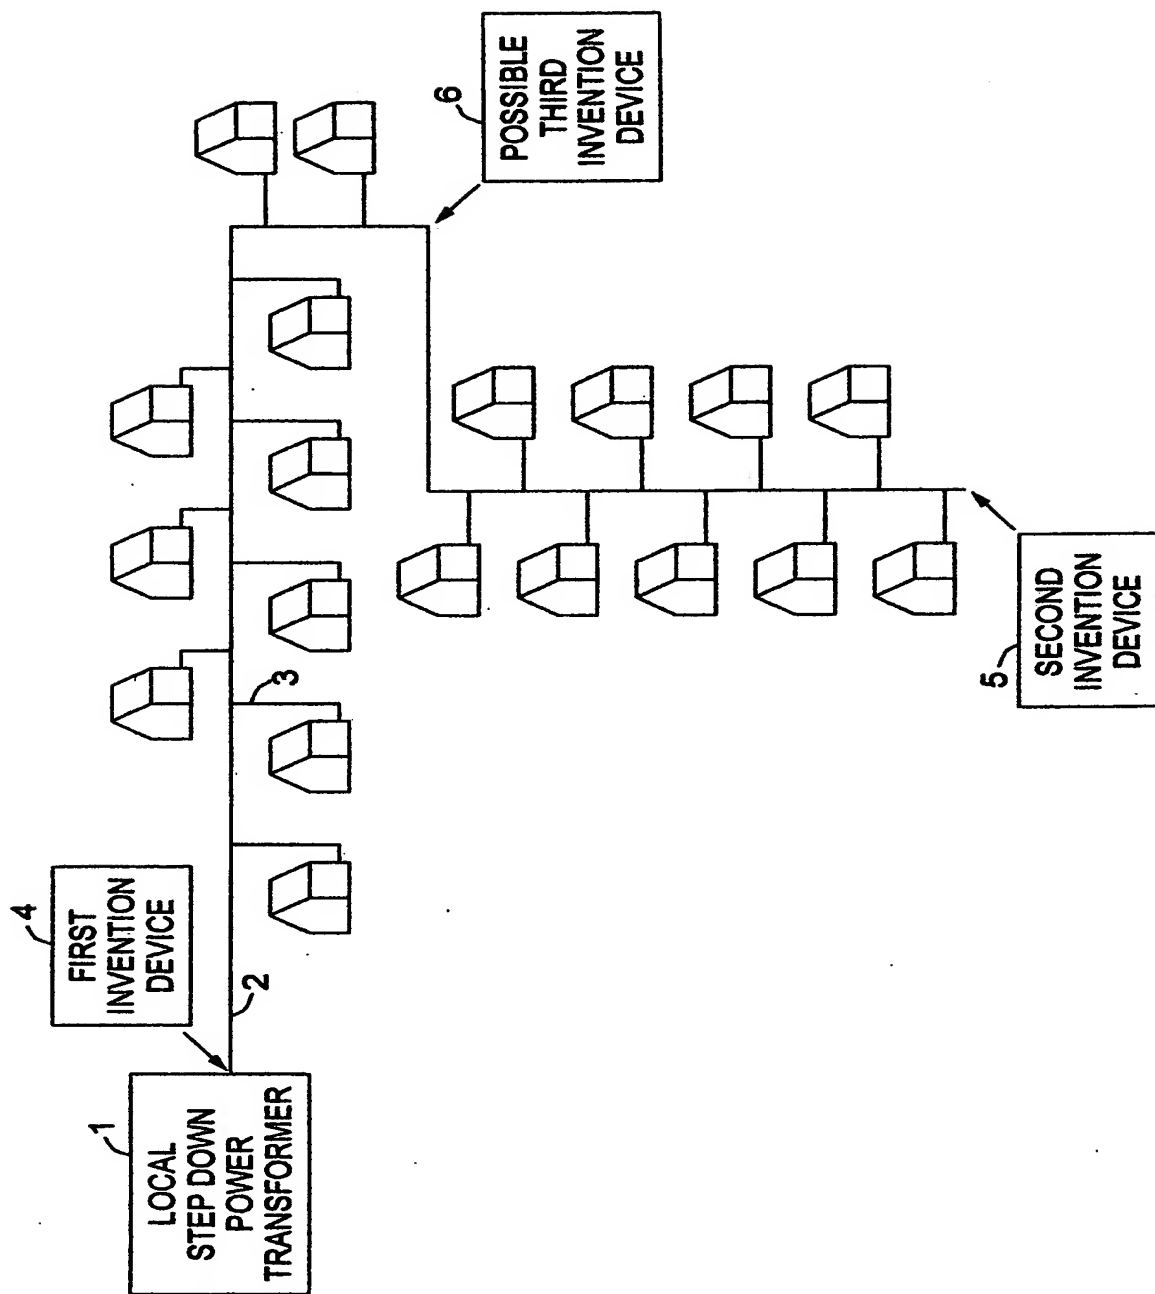 1
LOCAL
STEP DOWN
POWER
TRANSFORMER
4
FIRST
INVENTION
DEVICE
2
3
6
POSSIBLE
THIRD
INVENTION
DEVICE
5
SECOND
INVENTION
DEVICE